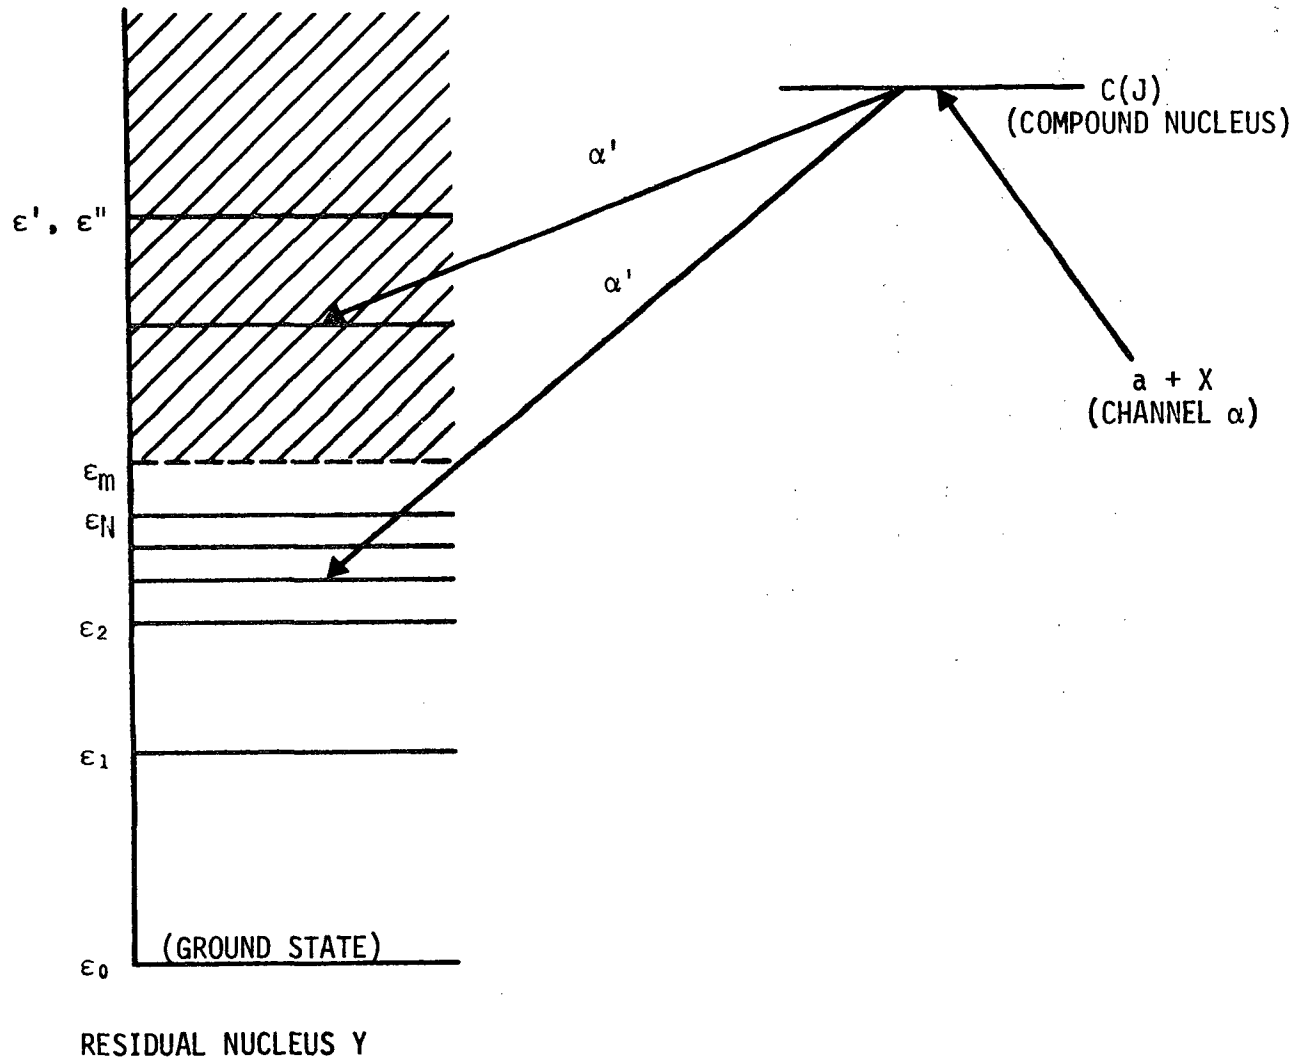 C(J)
(COMPOUND NUCLEUS)
α'
ε', ε"
α'
a + X
(CHANNEL α)
εm
εN
ε2
ε1
(GROUND STATE)
ε0
RESIDUAL NUCLEUS Y